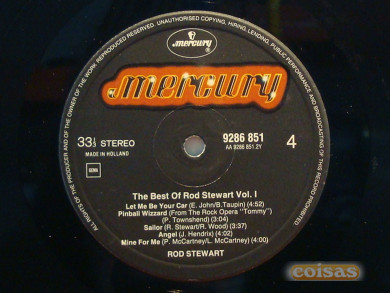 ALL RIGHTS OF THE PRODUCER AND OF THE OWNER OF THE WORK REPRODUCED RESERVED. UNAUTHORISED COPYING, HIRING, LENDING, PUBLIC PERFORMANCE AND BROADCASTING OF THIS RECORD PROHIBITED
mercury
mercury
33⅓ STEREO
MADE IN HOLLAND
9286 851
AA 9286 851.2Y
4
The Best Of Rod Stewart Vol. I
Let Me Be Your Car (E. John/B.Taupin) (4:52)
Pinball Wizzard (From The Rock Opera "Tommy")
(P. Townshend) (3:04)
Sailor (R. Stewart/R. Wood) (3:37)
Angel (J. Hendrix) (4:04)
Mine For Me (P. McCartney/L. McCartney) (4:00)
ROD STEWART
coisas